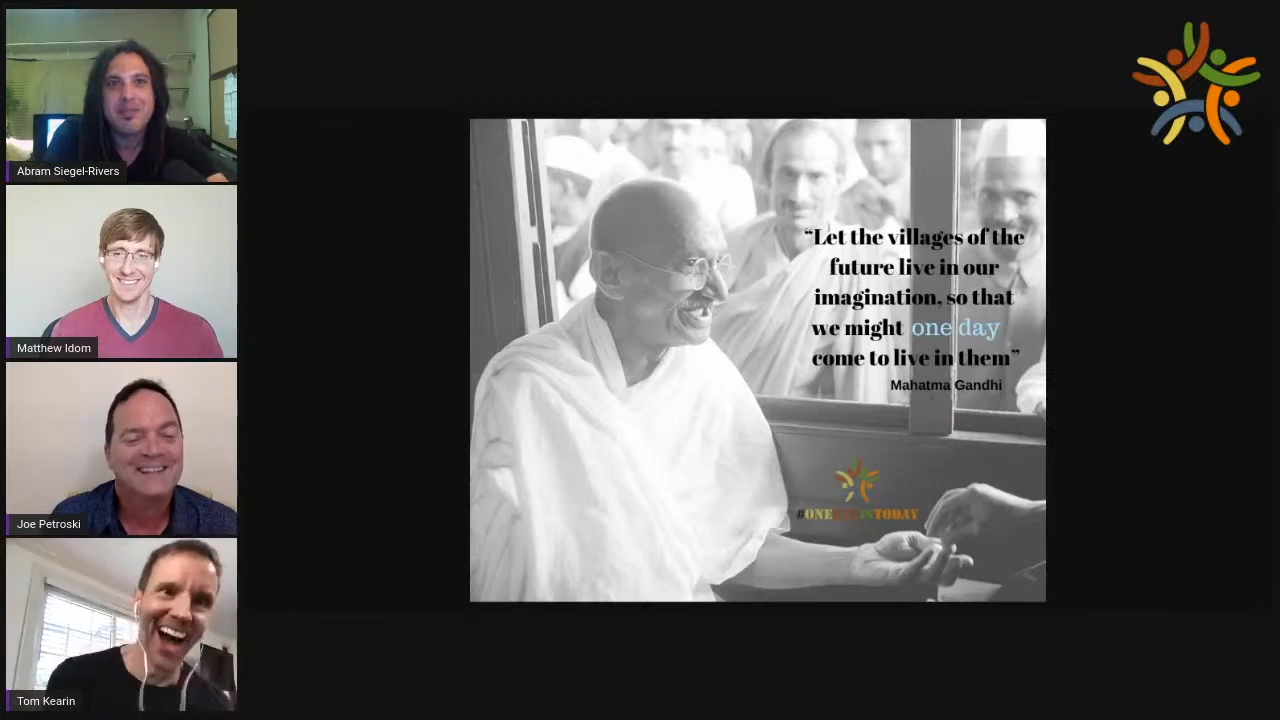 Abram Siegel-Rivers
Matthew Idom
Joe Petroski
Tom Kearin
“Let the villages of the
future live in our
imagination, so that
we might one day
come to live in them”
Mahatma Gandhi
#ONEDAYISTODAY